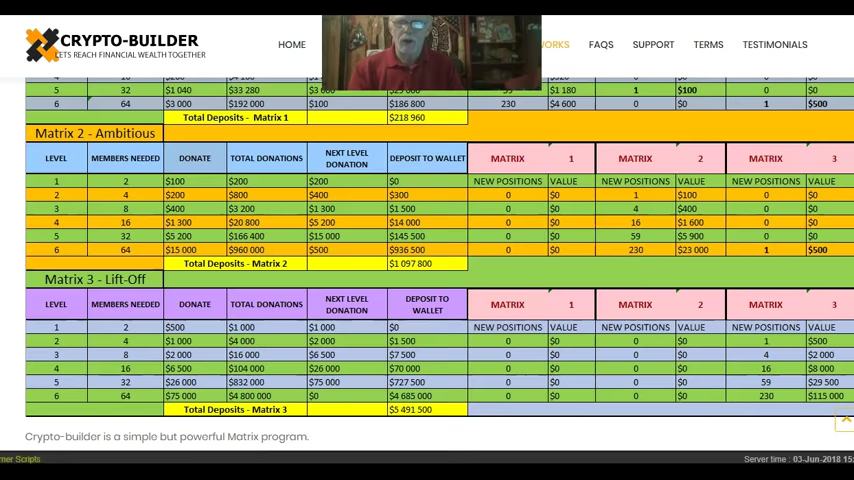 CRYPTO-BUILDER
LETS REACH FINANCIAL WEALTH TOGETHER
HOME WORKS FAQS SUPPORT TERMS TESTIMONIALS
5 32 $1 040 $33 280 $1 180 1 $100 0 $0
6 64 $3 000 $192 000 $100 $186 800 230 $4 600 0 $0 1 $500
Total Deposits - Matrix 1 $218 960
Matrix 2 - Ambitious
LEVEL MEMBERS NEEDED DONATE TOTAL DONATIONS NEXT LEVEL DONATION DEPOSIT TO WALLET MATRIX 1 MATRIX 2 MATRIX 3
1 2 $100 $200 $200 $0 NEW POSITIONS VALUE NEW POSITIONS VALUE NEW POSITIONS VALUE
2 4 $200 $800 $400 $300 0 $0 1 $100 0 $0
3 8 $400 $3 200 $1 300 $1 500 0 $0 4 $400 0 $0
4 16 $1 300 $20 800 $5 200 $14 000 0 $0 16 $1 600 0 $0
5 32 $5 200 $166 400 $15 000 $145 500 0 $0 59 $5 900 0 $0
6 64 $15 000 $960 000 $500 $936 500 0 $0 230 $23 000 1 $500
Total Deposits - Matrix 2 $1 097 800
Matrix 3 - Lift-Off
LEVEL MEMBERS NEEDED DONATE TOTAL DONATIONS NEXT LEVEL DONATION DEPOSIT TO WALLET MATRIX 1 MATRIX 2 MATRIX 3
1 2 $500 $1 000 $1 000 $0 NEW POSITIONS VALUE NEW POSITIONS VALUE NEW POSITIONS VALUE
2 4 $1 000 $4 000 $2 000 $1 500 0 $0 0 $0 1 $500
3 8 $2 000 $16 000 $6 500 $7 500 0 $0 0 $0 4 $2 000
4 16 $6 500 $104 000 $26 000 $70 000 0 $0 0 $0 16 $8 000
5 32 $26 000 $832 000 $75 000 $727 500 0 $0 0 $0 59 $29 500
6 64 $75 000 $4 800 000 $0 $4 685 000 0 $0 0 $0 230 $115 000
Total Deposits - Matrix 3 $5 491 500
Crypto-builder is a simple but powerful Matrix program.
ner Scripts Server time : 03-Jun-2018 15: